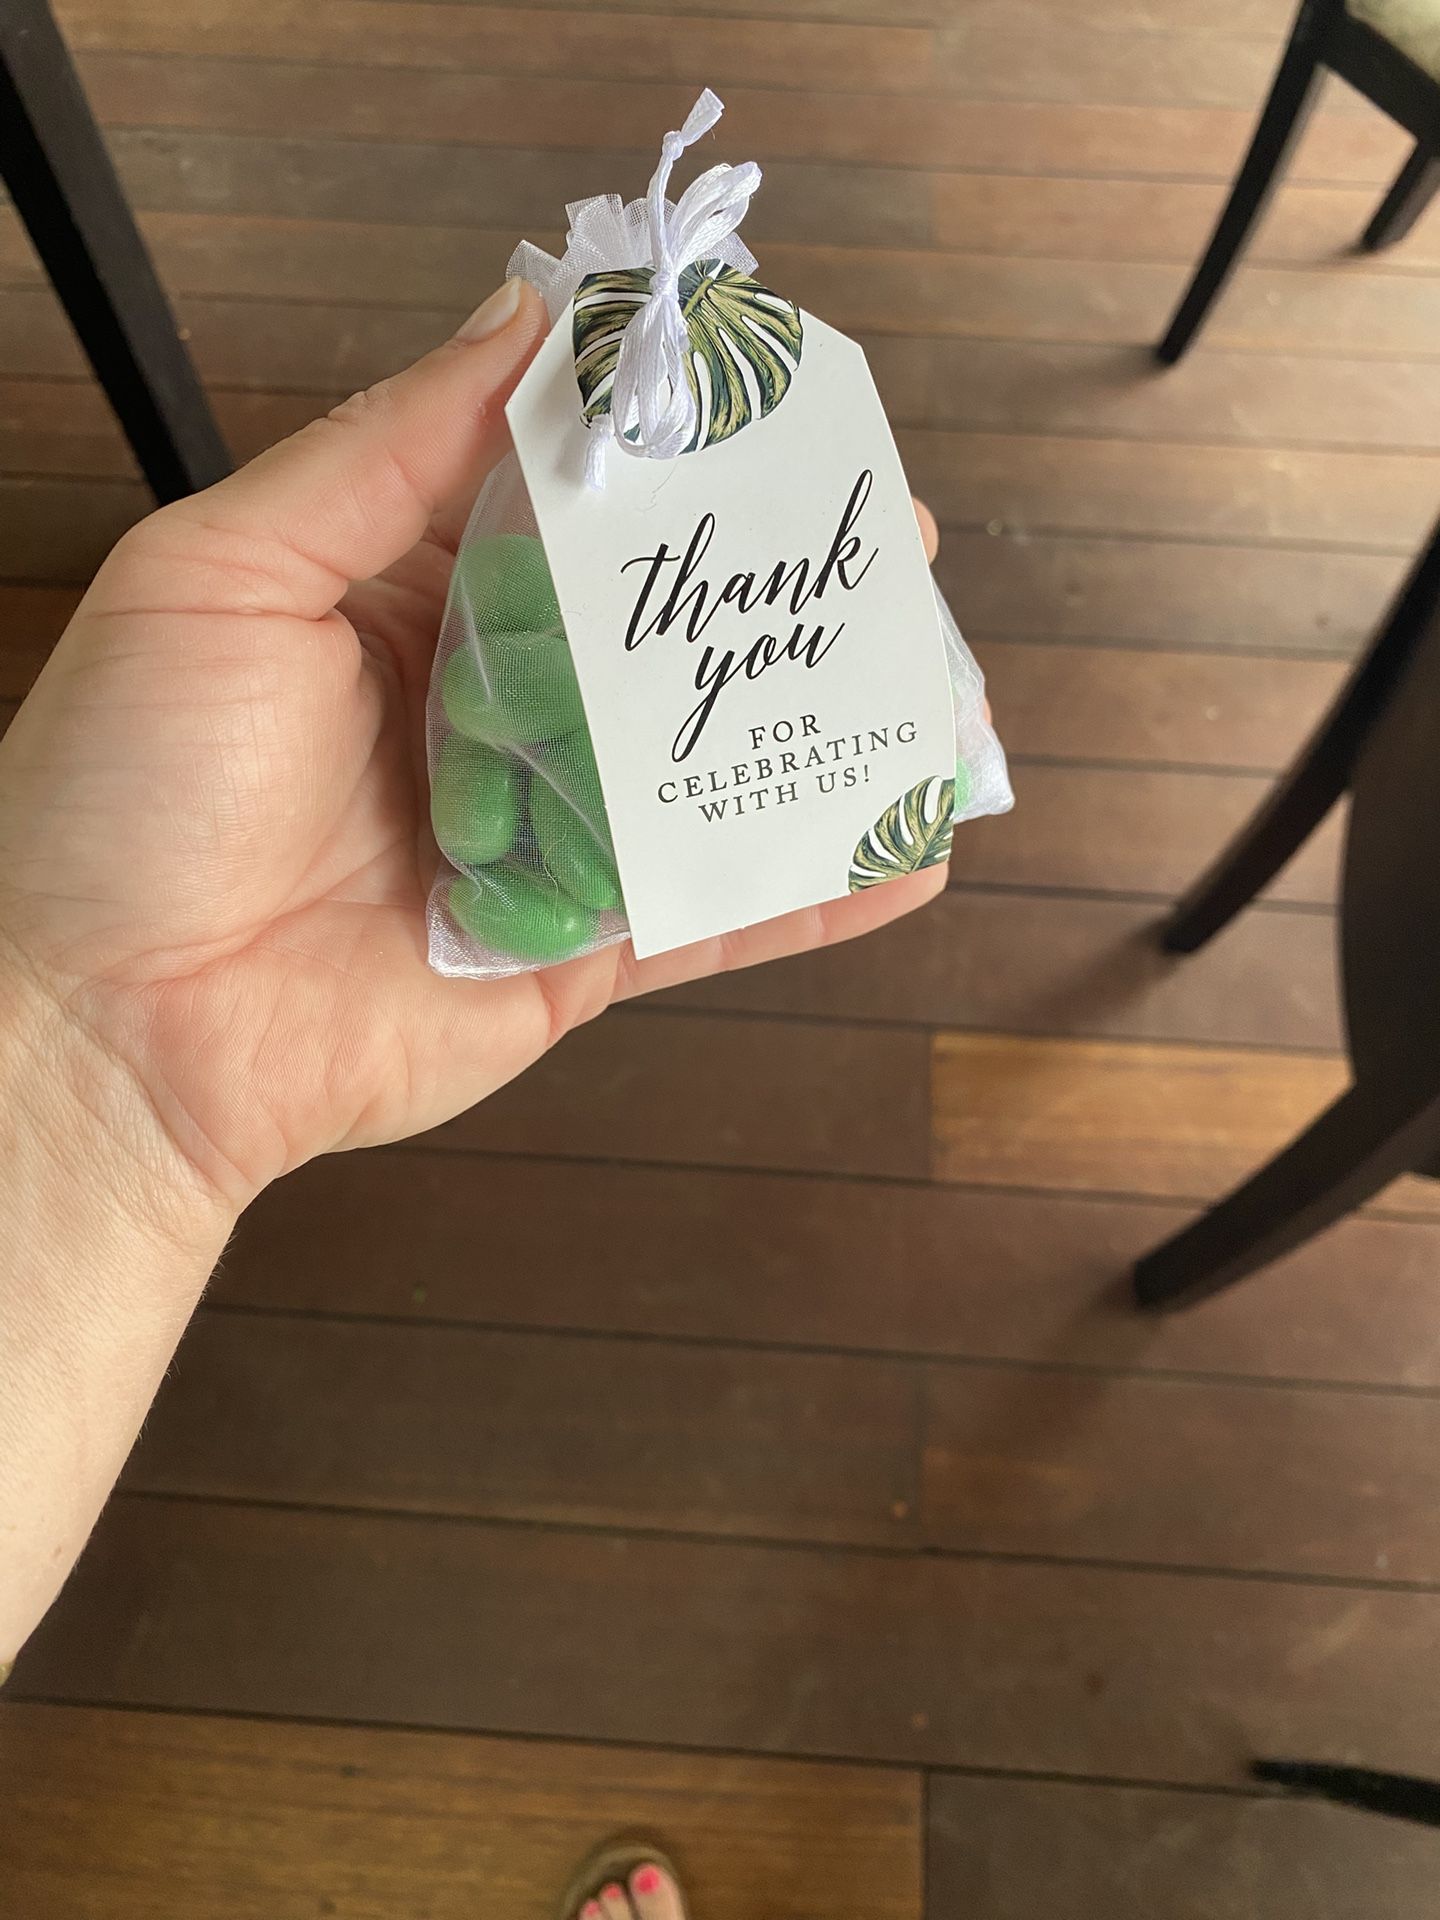 thank
you
FOR
CELEBRATING
WITH US!